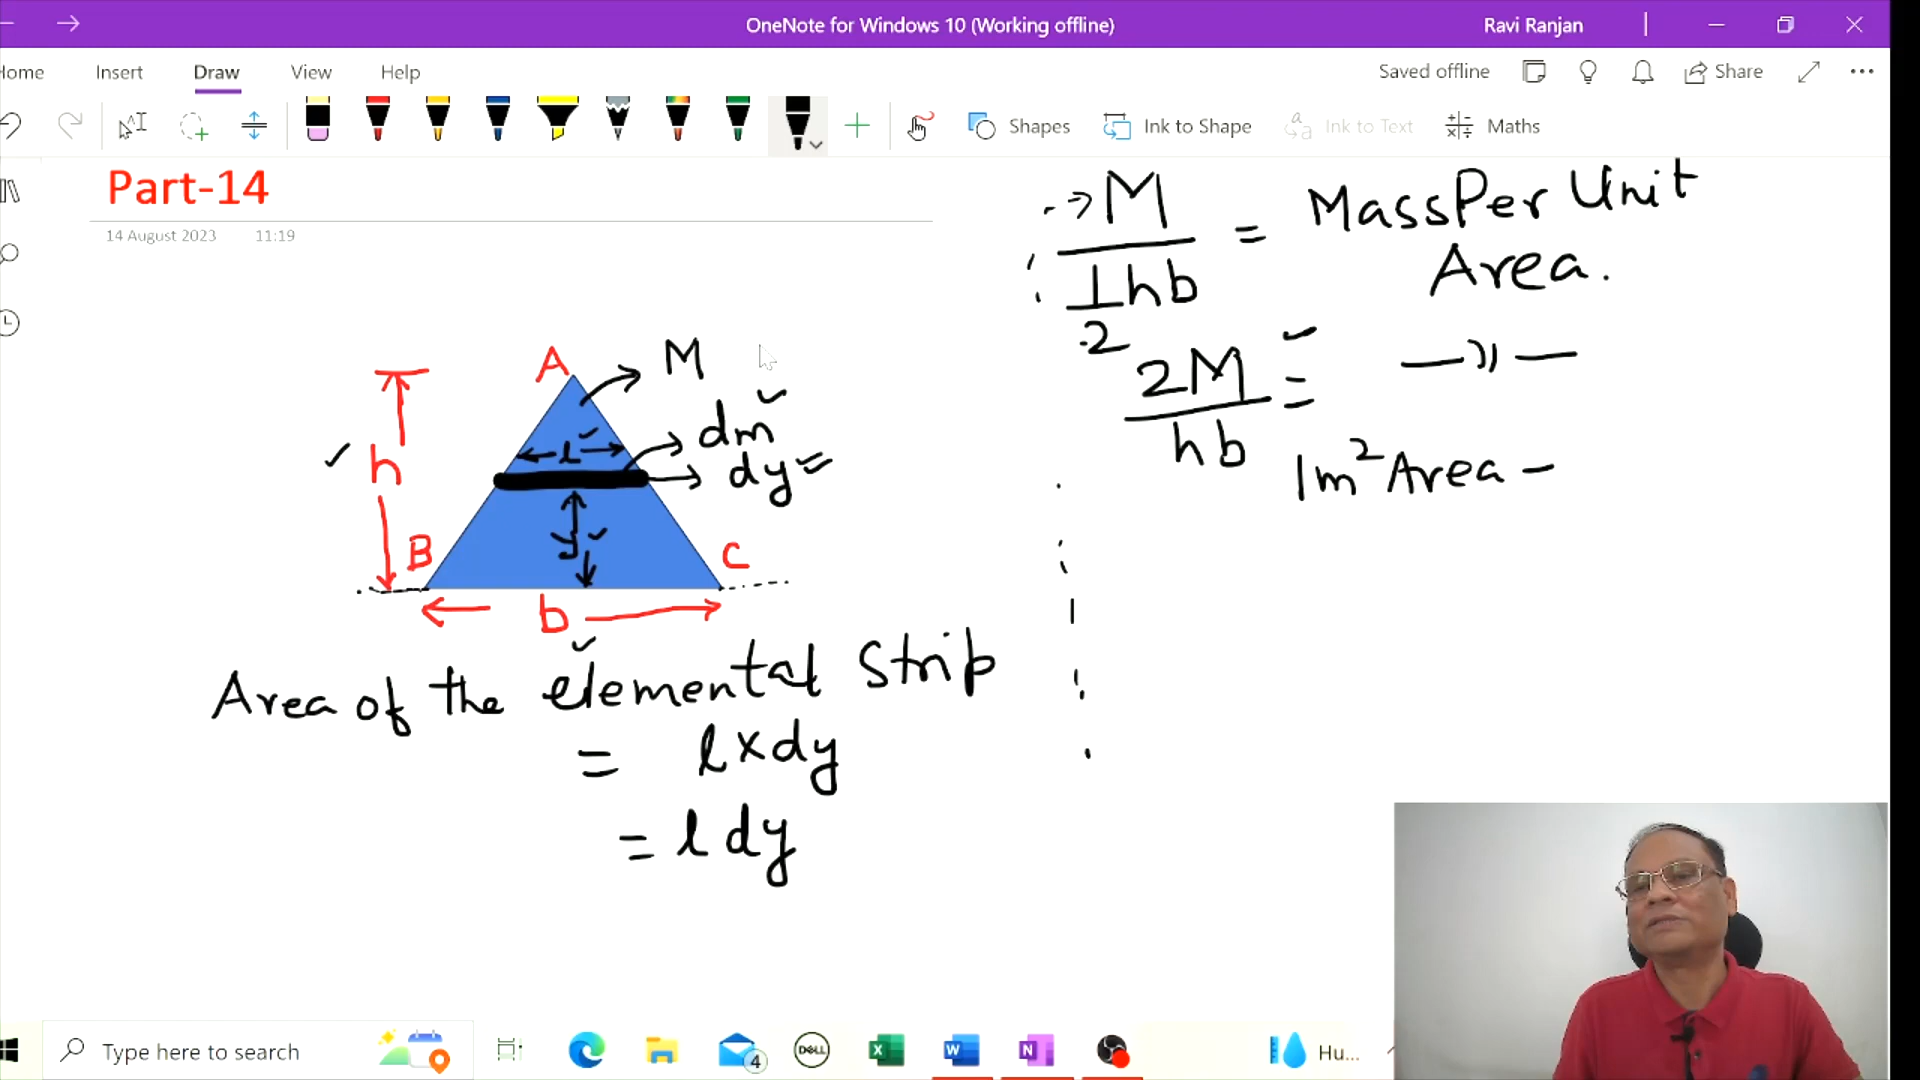 OneNote for Windows 10 (Working offline)
Ravi Ranjan
Home Insert Draw View Help
Saved offline
Share
Shapes
Ink to Shape
Ink to Text
Maths
Part-14
14 August 2023 11:19
A
M
dm
l
dy
h
y
B
C
b
Area of the elemental Strip
= l x dy
= l dy
M
1/2 hb
= Mass Per Unit
Area.
2M
hb
= — " —
1m² Area -
Type here to search
4
DELL
Hu...